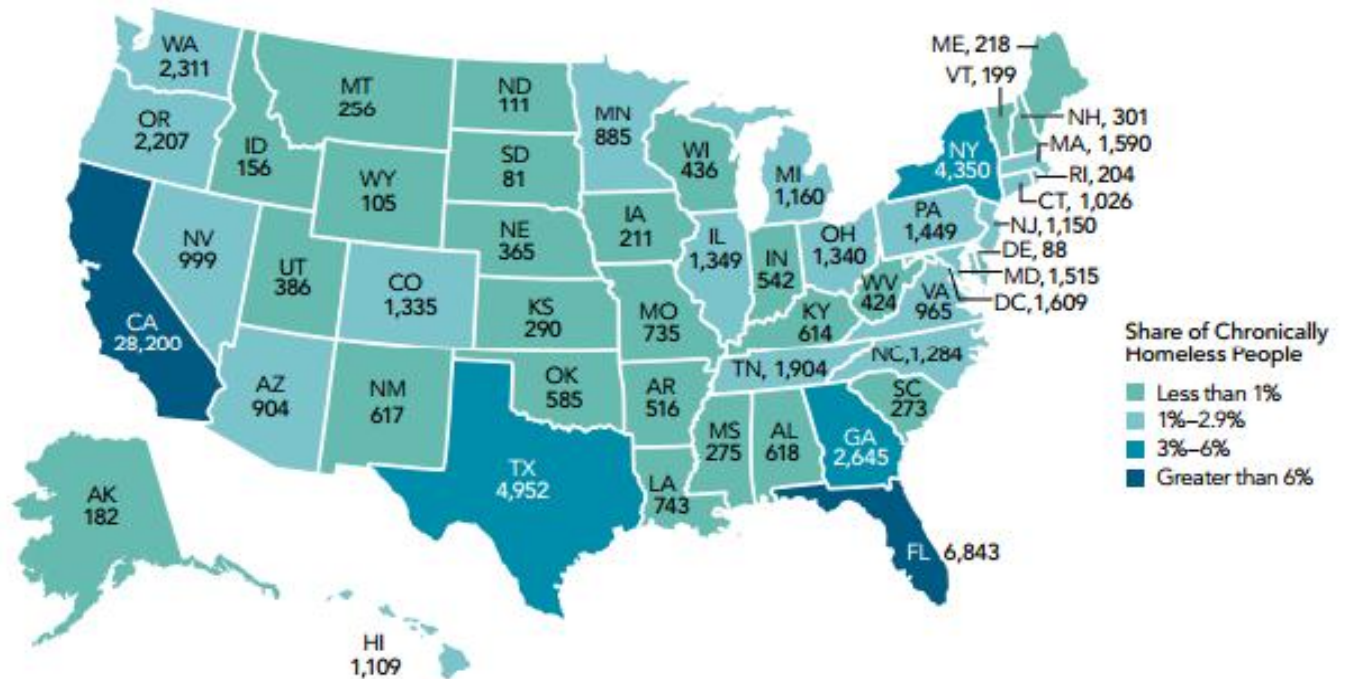 WA
2,311
OR
2,207
CA
28,200
NV
999
ID
156
MT
256
WY
105
UT
386
AZ
904
CO
1,335
NM
617
ND
111
SD
81
NE
365
KS
290
OK
585
TX
4,952
MN
885
IA
211
MO
735
AR
516
LA
743
WI
436
IL
1,349
MI
1,160
IN
542
OH
1,340
KY
614
TN, 1,904
MS
275
AL
618
GA
2,645
FL 6,843
SC
273
NC,1,284
VA
965
WV
424
PA
1,449
NY
4,350
ME, 218
VT, 199
NH, 301
MA, 1,590
RI, 204
CT, 1,026
NJ, 1,150
DE, 88
MD, 1,515
DC, 1,609
AK
182
HI
1,109
Share of Chronically
Homeless People
Less than 1%
1%–2.9%
3%–6%
Greater than 6%